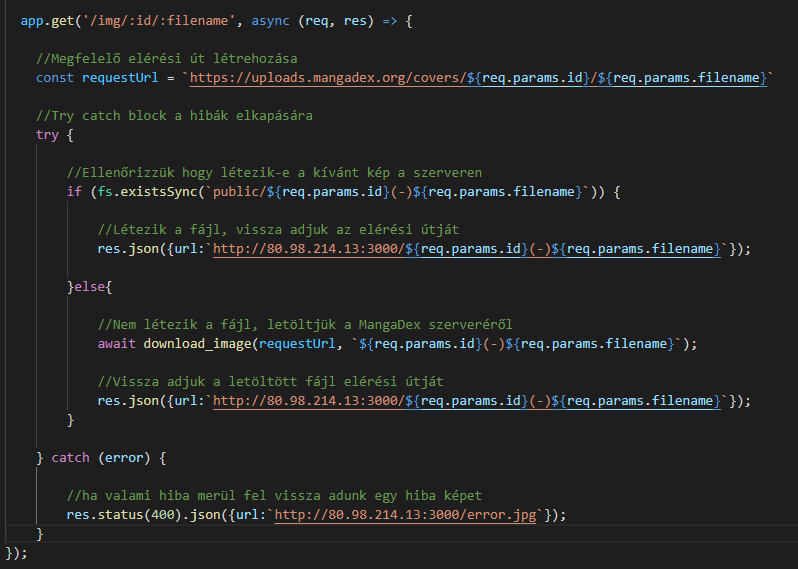 app.get('/img/:id/:filename', async (req, res) => {
//Megfelelő elérési út létrehozása
const requestUrl = `https://uploads.mangadex.org/covers/${req.params.id}/${req.params.filename}`
//Try catch block a hibák elkapására
try {
//Ellenőrizzük hogy létezik-e a kívánt kép a szerveren
if (fs.existsSync(`public/${req.params.id}(-)${req.params.filename}`)) {
//Létezik a fájl, vissza adjuk az elérési útját
res.json({url:`http://80.98.214.13:3000/${req.params.id}(-)${req.params.filename}`});
}else{
//Nem létezik a fájl, letöltjük a MangaDex szerveréről
await download_image(requestUrl, `${req.params.id}(-)${req.params.filename}`);
//Vissza adjuk a letöltött fájl elérési útját
res.json({url:`http://80.98.214.13:3000/${req.params.id}(-)${req.params.filename}`});
}
} catch (error) {
//ha valami hiba merül fel vissza adunk egy hiba képet
res.status(400).json({url:`http://80.98.214.13:3000/error.jpg`});
}
});